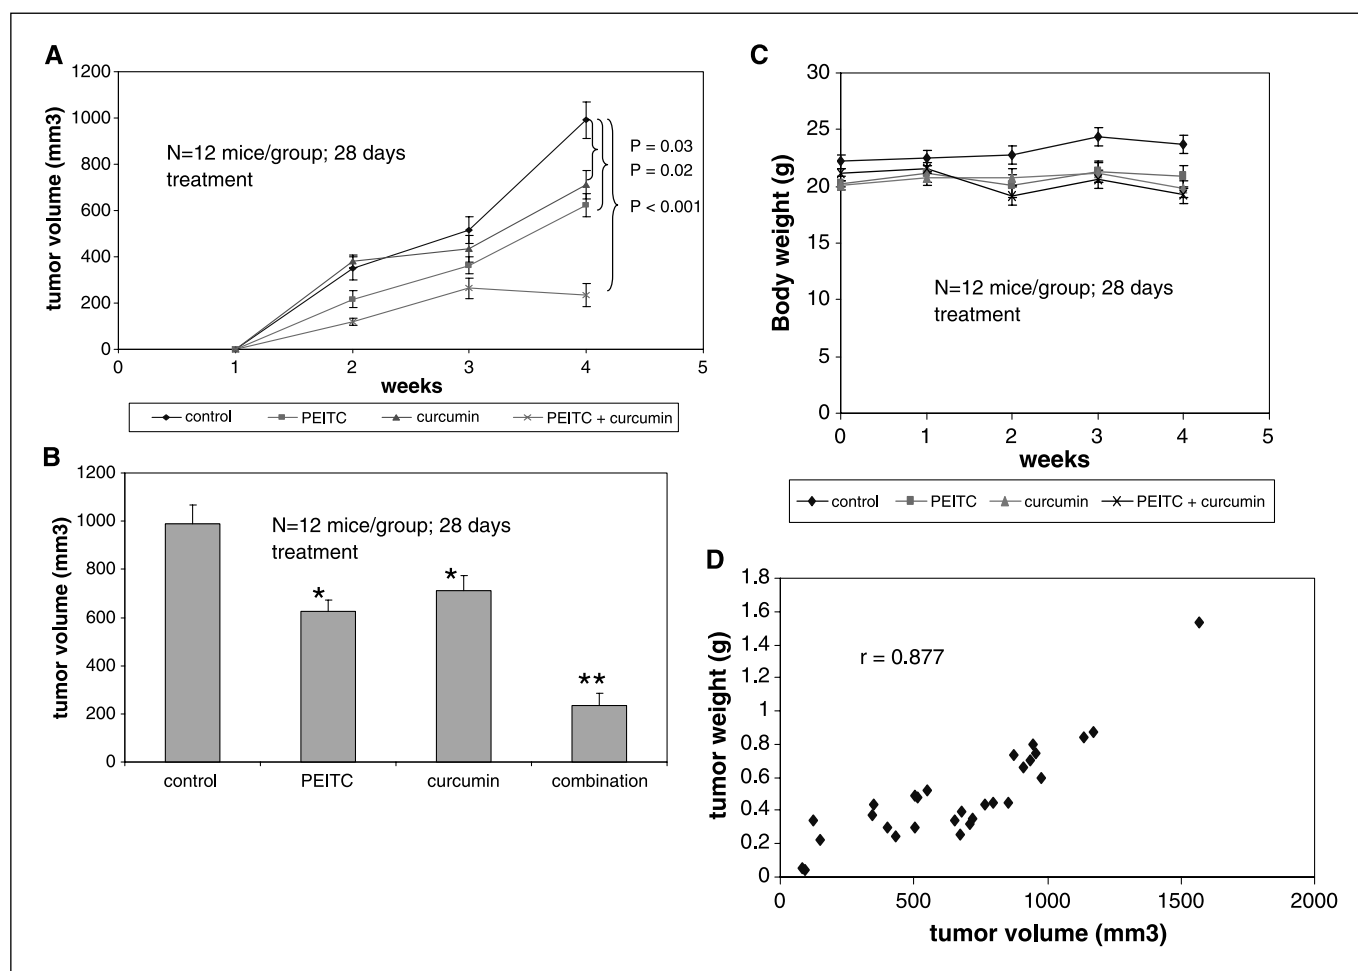 A
1200
1000
800
600
400
200
0
tumor volume (mm3)
N=12 mice/group; 28 days
treatment
P = 0.03
P = 0.02
P < 0.001
0 1 2 3 4 5
weeks
control PEITC curcumin PEITC + curcumin
B
1200
1000
800
600
400
200
0
tumor volume (mm3)
N=12 mice/group; 28 days
treatment
*
*
**
control PEITC curcumin combination
C
30
25
20
15
10
5
0
Body weight (g)
N=12 mice/group; 28 days
treatment
0 1 2 3 4 5
weeks
control PEITC curcumin PEITC + curcumin
D
1.8
1.6
1.4
1.2
1
0.8
0.6
0.4
0.2
0
tumor weight (g)
r = 0.877
0 500 1000 1500 2000
tumor volume (mm3)